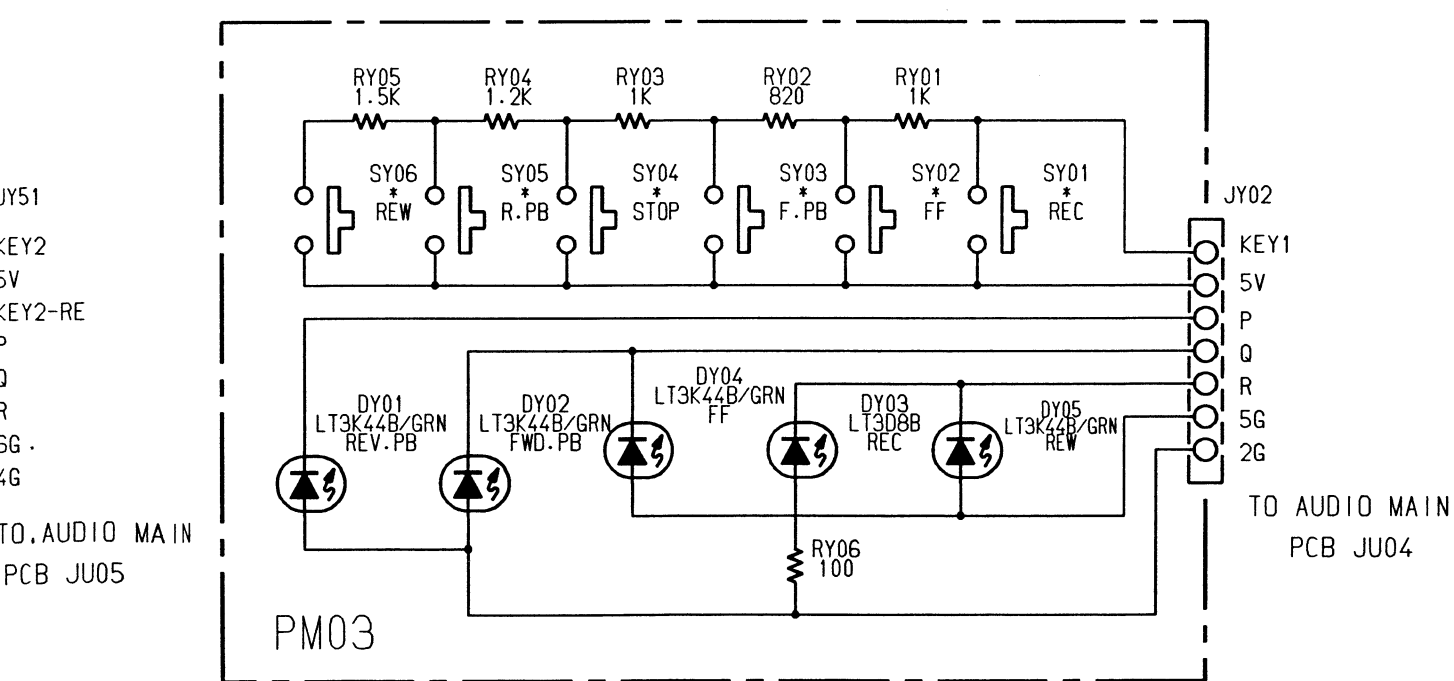 RY05
1.5K
RY04
1.2K
RY03
1K
RY02
820
RY01
1K
SY06
*
REW
SY05
*
R.PB
SY04
*
STOP
SY03
*
F.PB
SY02
*
FF
SY01
*
REC
JY51
KEY2
5V
KEY2-RE
P
Q
R
4G
TO.AUDIO MAIN
PCB JU05
JY02
KEY1
5V
P
Q
R
5G
2G
TO AUDIO MAIN
PCB JU04
DY01
LT3K44B/GRN
REV.PB
DY02
LT3K44B/GRN
FWD.PB
DY04
LT3K44B/GRN
FF
DY03
LT3D8B
REC
DY05
LT3K44B/GRN
REW
RY06
100
PM03